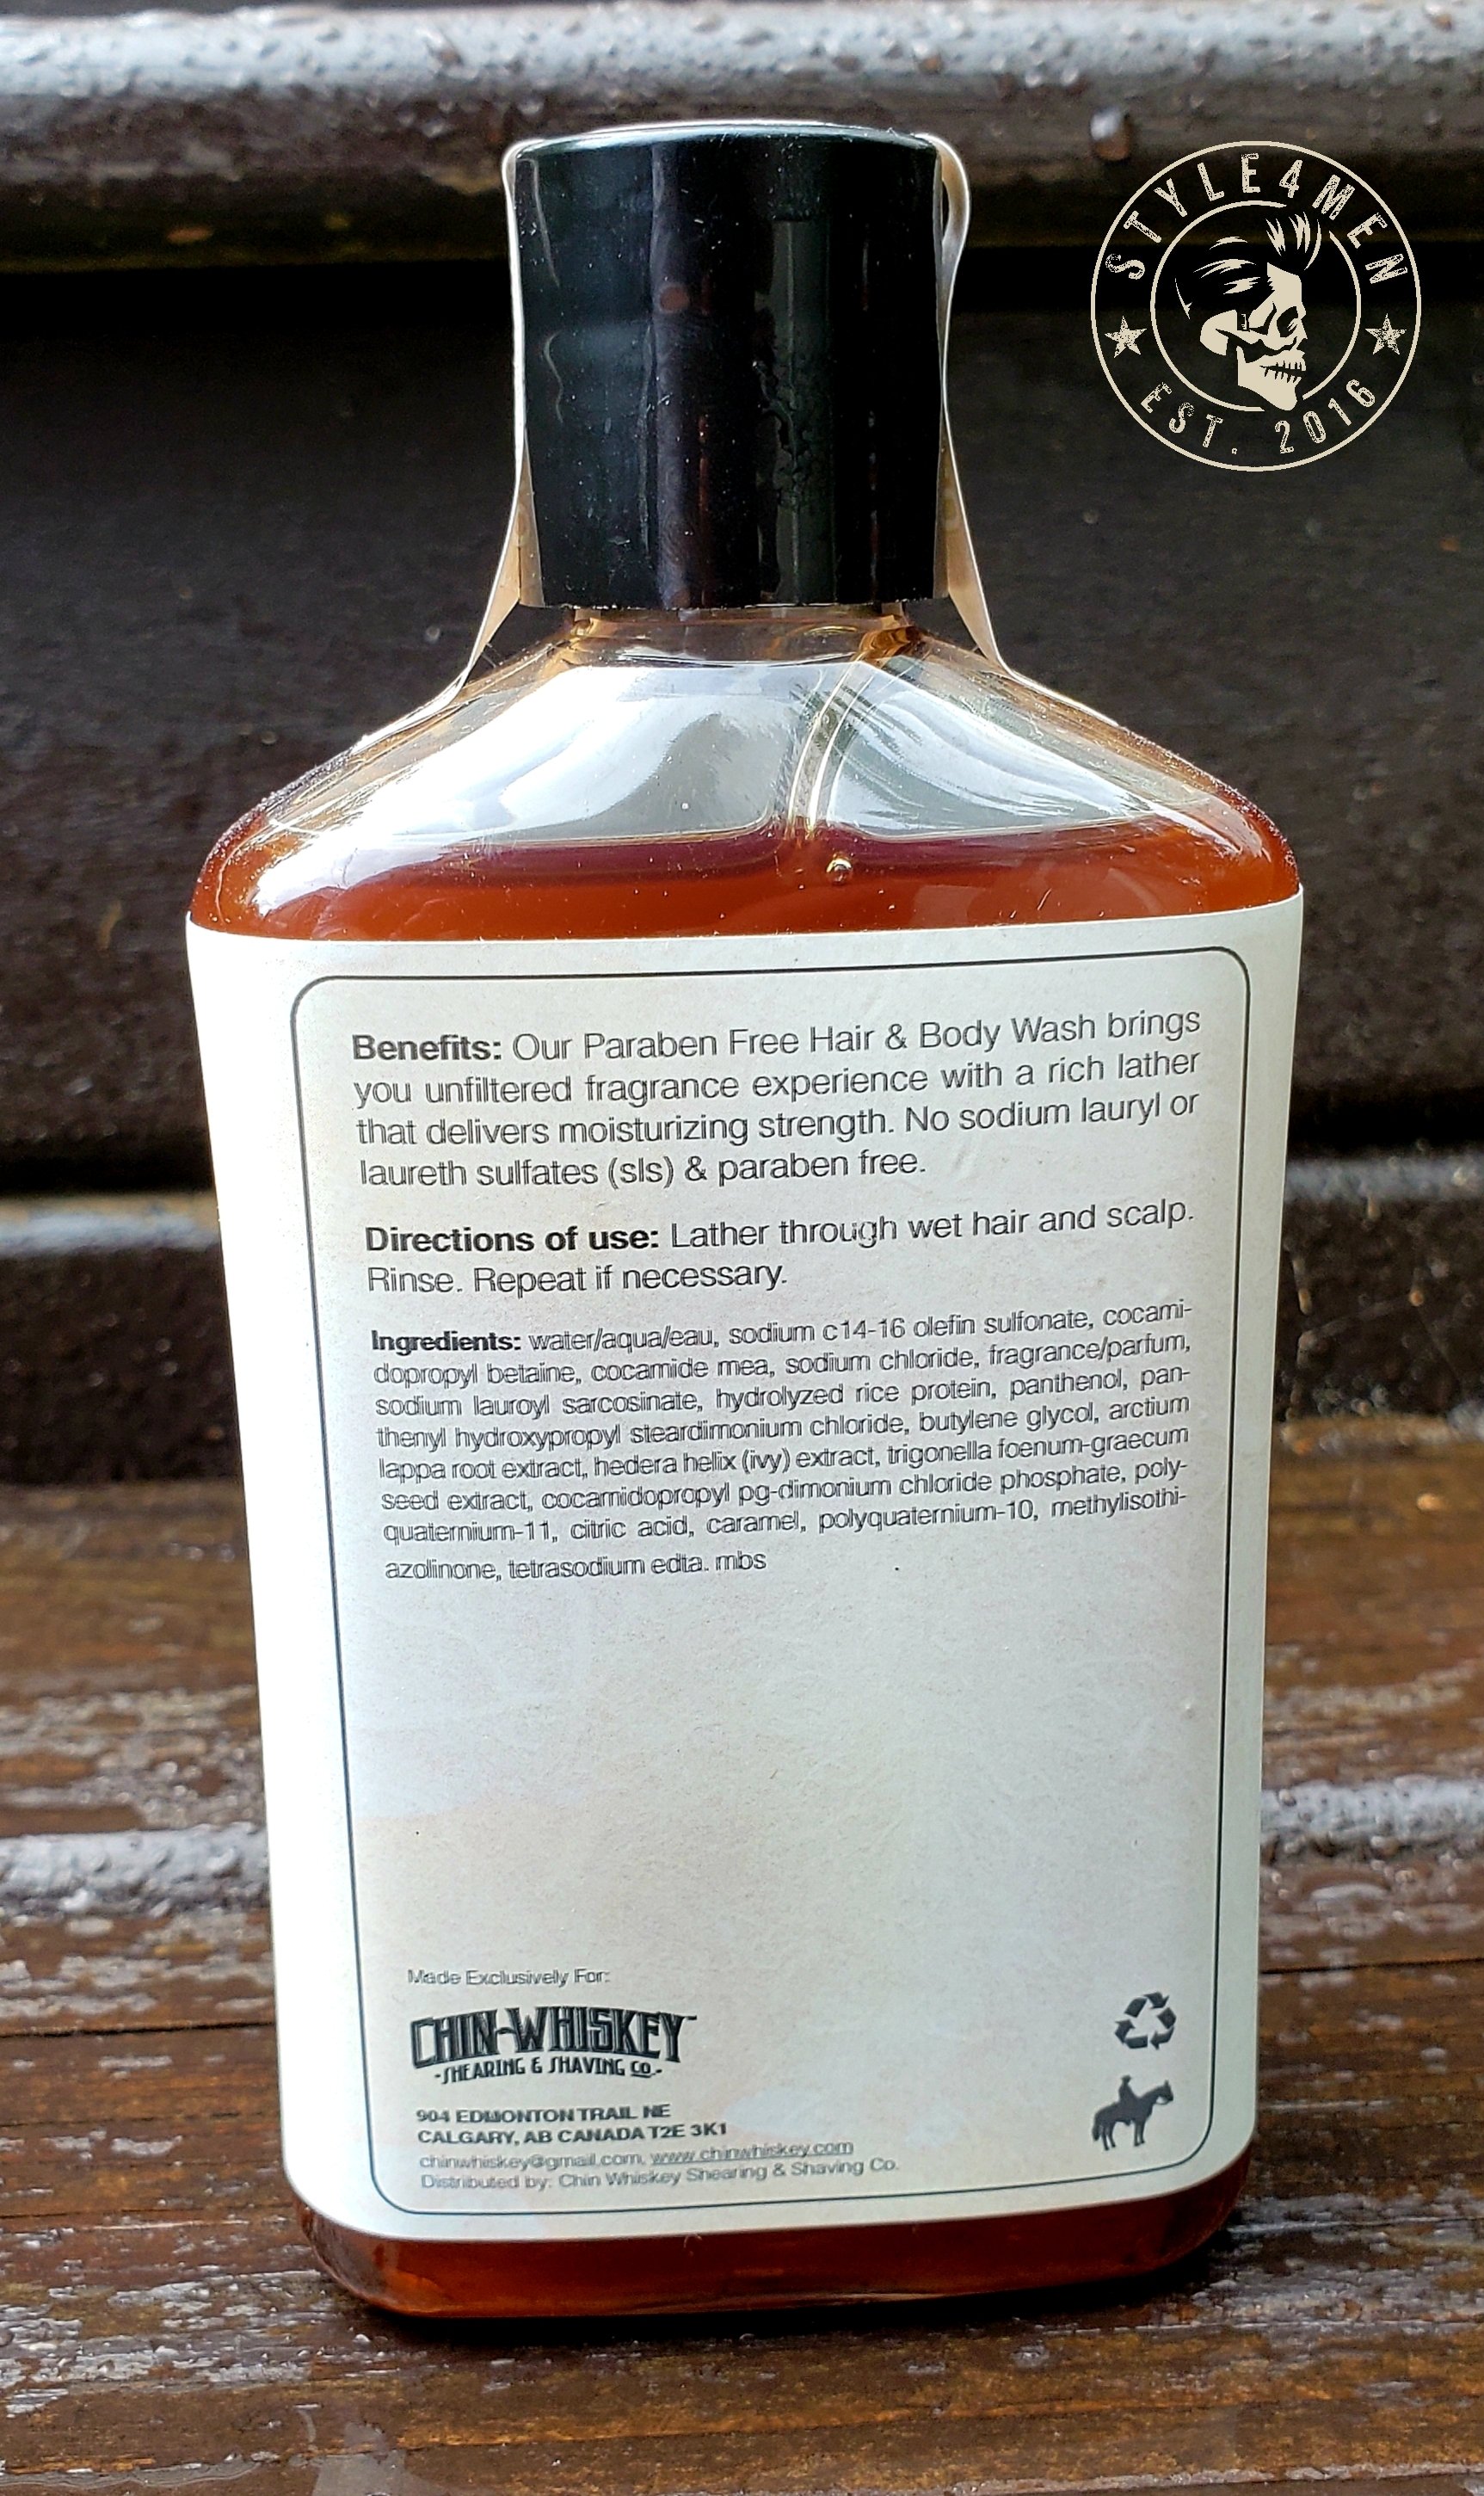 STYLE4MEN
EST. 2016
Benefits: Our Paraben Free Hair & Body Wash brings
you unfiltered fragrance experience with a rich lather
that delivers moisturizing strength. No sodium lauryl or
laureth sulfates (sls) & paraben free.
Directions of use: Lather through wet hair and scalp.
Rinse. Repeat if necessary.
Ingredients: water/aqua/eau, sodium c14-16 olefin sulfonate, cocami-
dopropyl betaine, cocamide mea, sodium chloride, fragrance/parfum,
sodium lauroyl sarcosinate, hydrolyzed rice protein, panthenol, pan-
thenyl hydroxypropyl steardimonium chloride, butylene glycol, arctium
lappa root extract, hedera helix (ivy) extract, trigonella foenum-graecum
seed extract, cocamidopropyl pg-dimonium chloride phosphate, poly-
quaternium-11, citric acid, caramel, polyquaternium-10, methylisothi-
azolinone, tetrasodium edta. mbs
Made Exclusively For:
CHIN-WHISKEY™
-SHEARING & SHAVING CO.-
904 EDMONTON TRAIL NE
CALGARY, AB CANADA T2E 3K1
chinwhiskey@gmail.com, www.chinwhiskey.com
Distributed by: Chin Whiskey Shearing & Shaving Co.